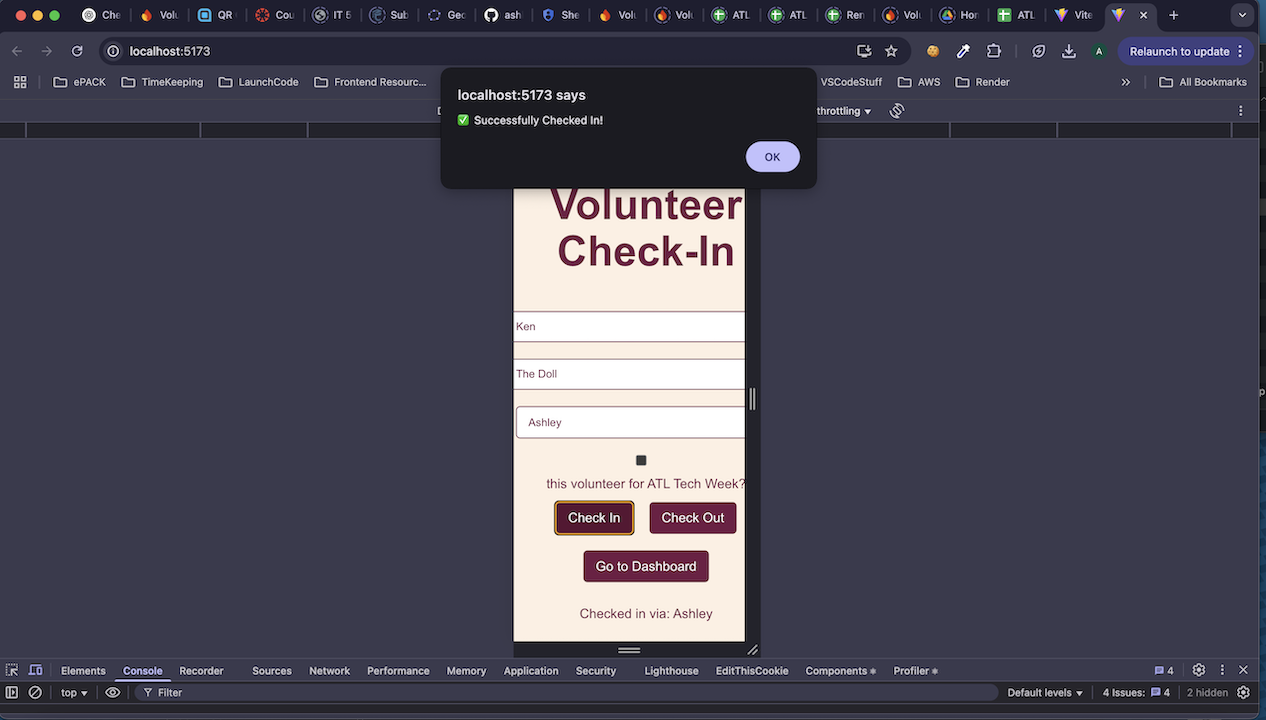 Che
Volu
QR
Cou
IT 5
Sub
Geo
ash
She
Volu
Volu
ATL
ATL
Ren
Volu
Hor
ATL
Vite
localhost:5173
A
Relaunch to update
ePACK
TimeKeeping
LaunchCode
Frontend Resourc...
VSCodeStuff
AWS
Render
»
All Bookmarks
throttling
localhost:5173 says
✅ Successfully Checked In!
OK
Volunteer
Check-In
Ken
The Doll
Ashley
this volunteer for ATL Tech Week?
Check In
Check Out
Go to Dashboard
Checked in via: Ashley
Elements
Console
Recorder
Sources
Network
Performance
Memory
Application
Security
Lighthouse
EditThisCookie
Components
Profiler
4
top
Filter
Default levels
4 Issues:
4
2 hidden